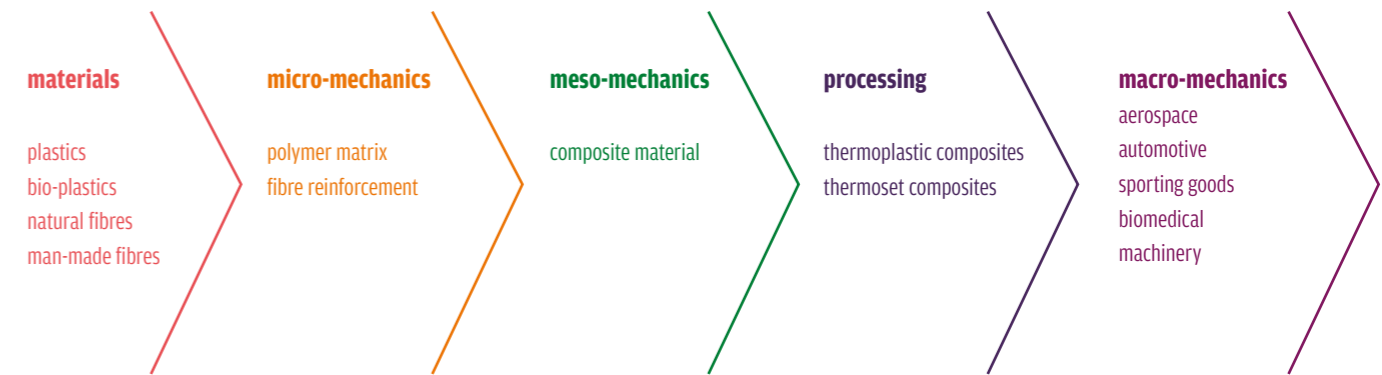 materials
plastics
bio-plastics
natural fibres
man-made fibres
micro-mechanics
polymer matrix
fibre reinforcement
meso-mechanics
composite material
processing
thermoplastic composites
thermoset composites
macro-mechanics
aerospace
automotive
sporting goods
biomedical
machinery